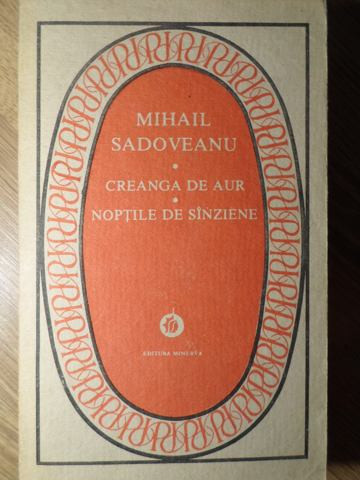 MIHAIL
SADOVEANU
•
CREANGA DE AUR
•
NOPȚILE DE SÎNZIENE
EDITURA MINERVA